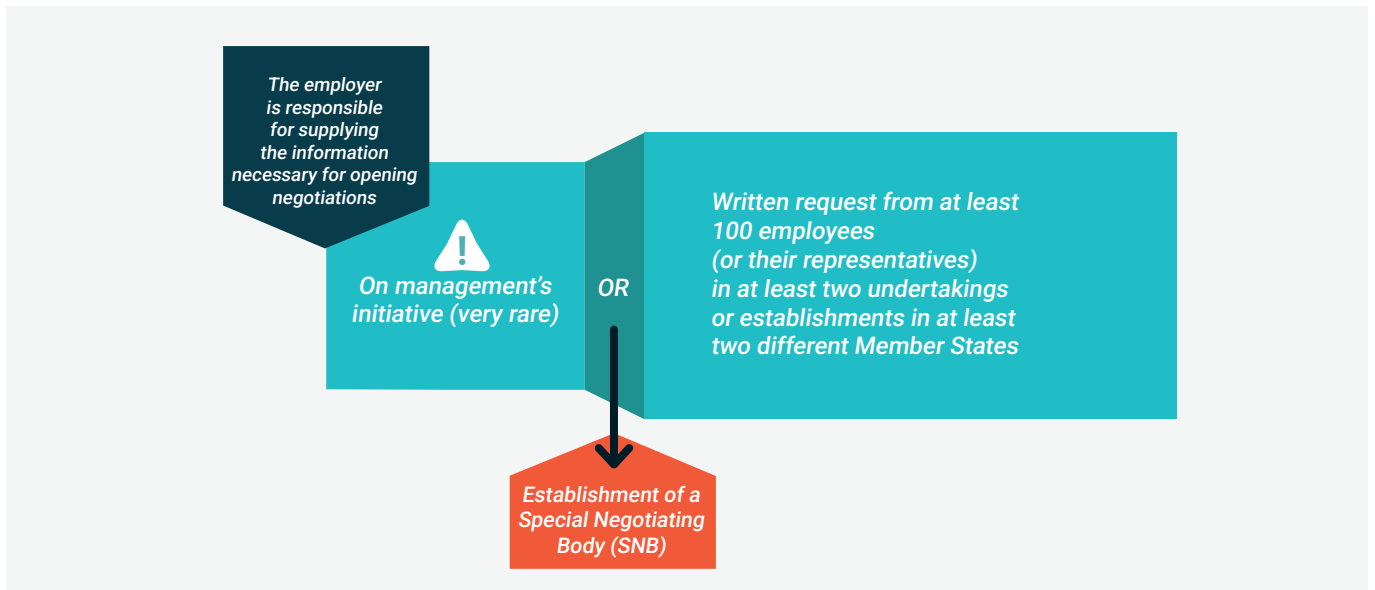 The employer
is responsible
for supplying
the information
necessary for opening
negotiations
!
On management’s
initiative (very rare)
OR
Written request from at least
100 employees
(or their representatives)
in at least two undertakings
or establishments in at least
two different Member States
Establishment of a
Special Negotiating
Body (SNB)